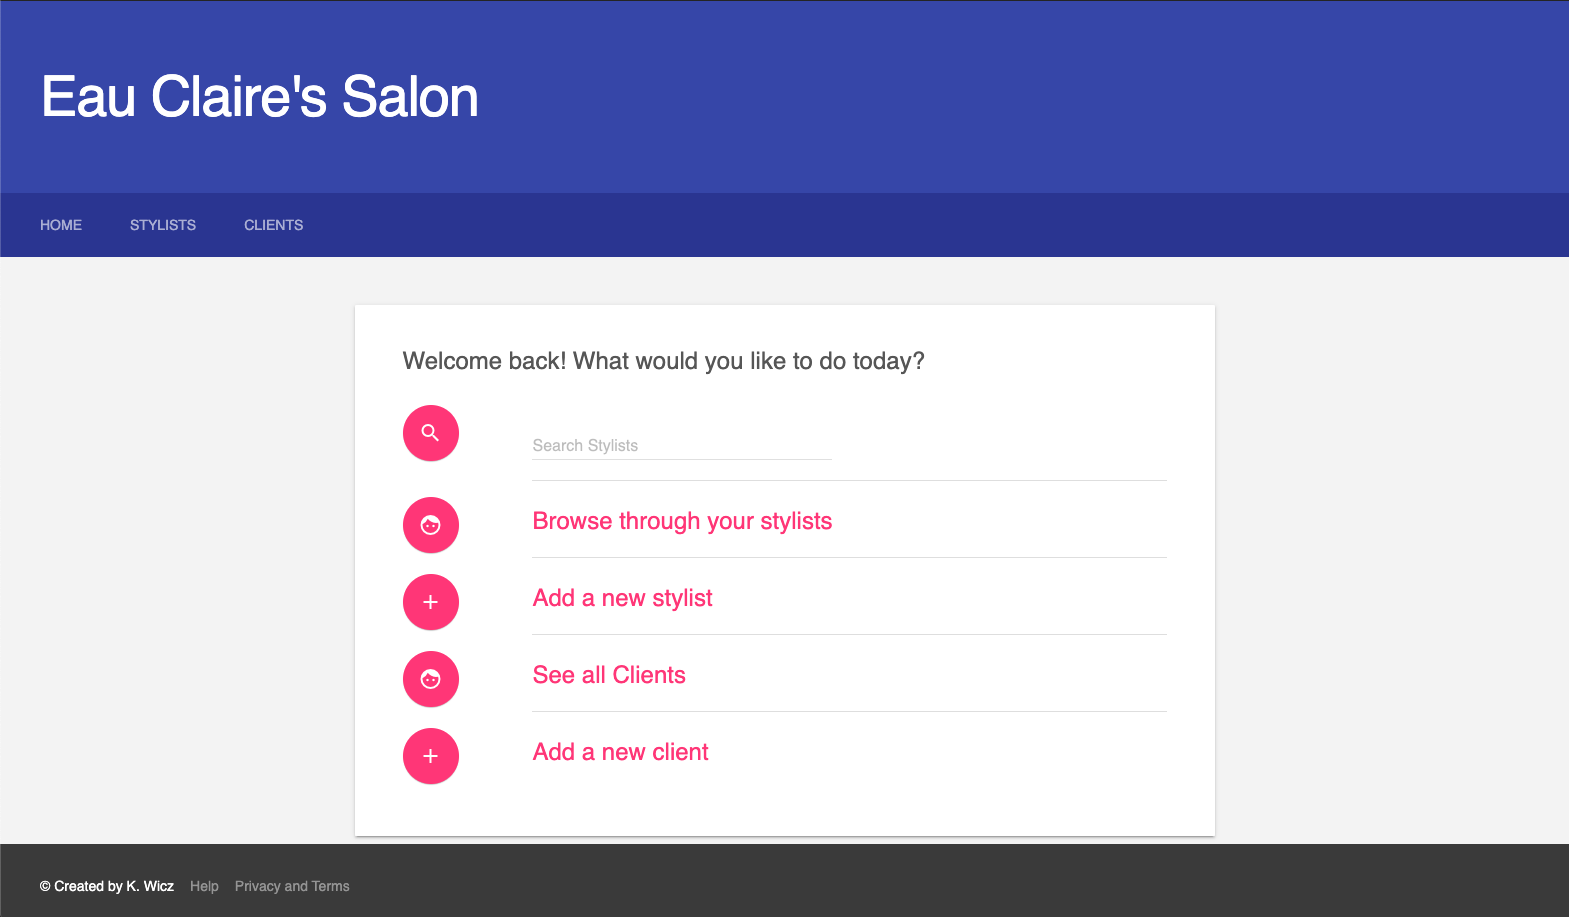 Eau Claire's Salon
HOME STYLISTS CLIENTS
Welcome back! What would you like to do today?
Search Stylists
Browse through your stylists
Add a new stylist
See all Clients
Add a new client
© Created by K. Wicz Help Privacy and Terms